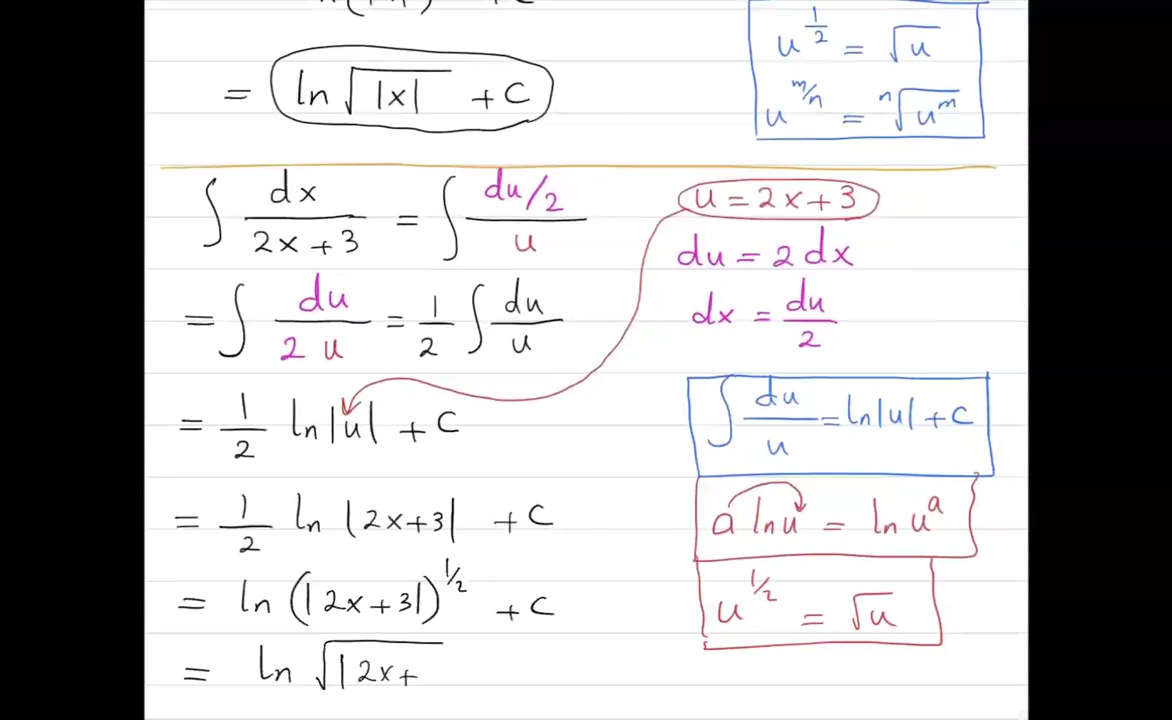 = ln √|x| + C
u^{1/2} = √u
u^{m/n} = ⁿ√u^m
∫ dx/(2x+3) = ∫ (du/2)/u
u = 2x+3
du = 2 dx
= ∫ du/(2 u) = 1/2 ∫ du/u
dx = du/2
= 1/2 ln|u| + C
∫ du/u = ln|u| + C
= 1/2 ln |2x+3| + C
a ln u = ln u^a
= ln (|2x+3|)^{1/2} + C
u^{1/2} = √u
= ln √|2x+